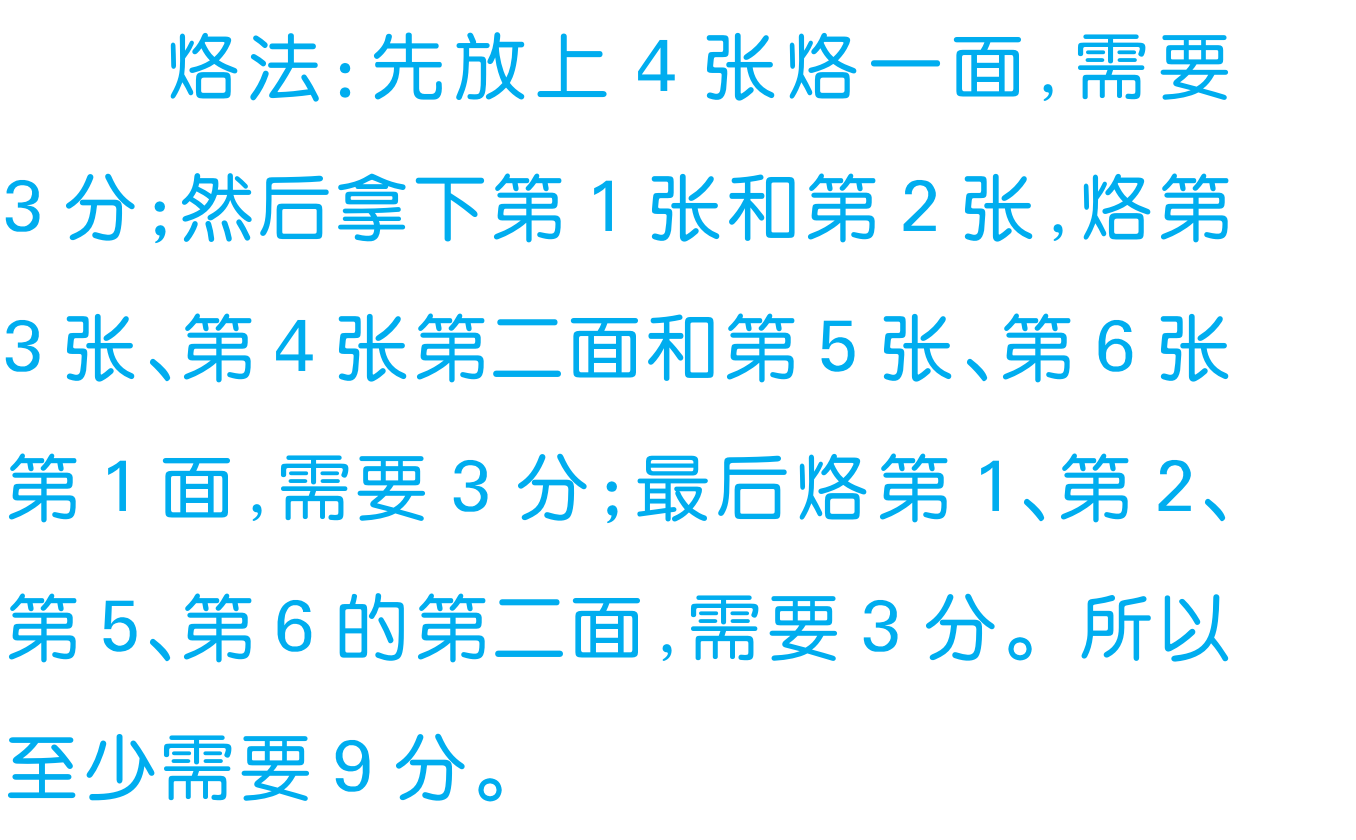 烙法:先放上 4 张烙一面,需要
3 分;然后拿下第 1 张和第 2 张,烙第
3 张、第 4 张第二面和第 5 张、第 6 张
第 1 面,需要 3 分;最后烙第 1、第 2、
第 5、第 6 的第二面,需要 3 分。所以
至少需要 9 分。